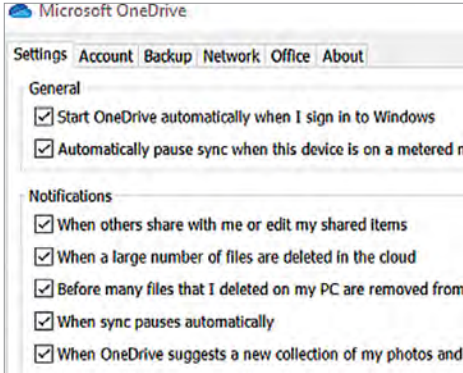 Microsoft OneDrive
Settings Account Backup Network Office About
General
Start OneDrive automatically when I sign in to Windows
Automatically pause sync when this device is on a metered
Notifications
When others share with me or edit my shared items
When a large number of files are deleted in the cloud
Before many files that I deleted on my PC are removed from
When sync pauses automatically
When OneDrive suggests a new collection of my photos and